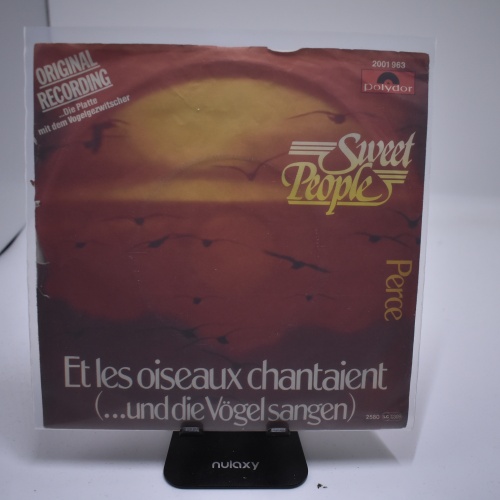 ORIGINAL
RECORDING
...Die Platte
mit dem Vogelgezwitscher
2001 983
polydor
Sweet
People
Perce
Et les oiseaux chantaient
(...und die Vögel sangen)
nulaxy